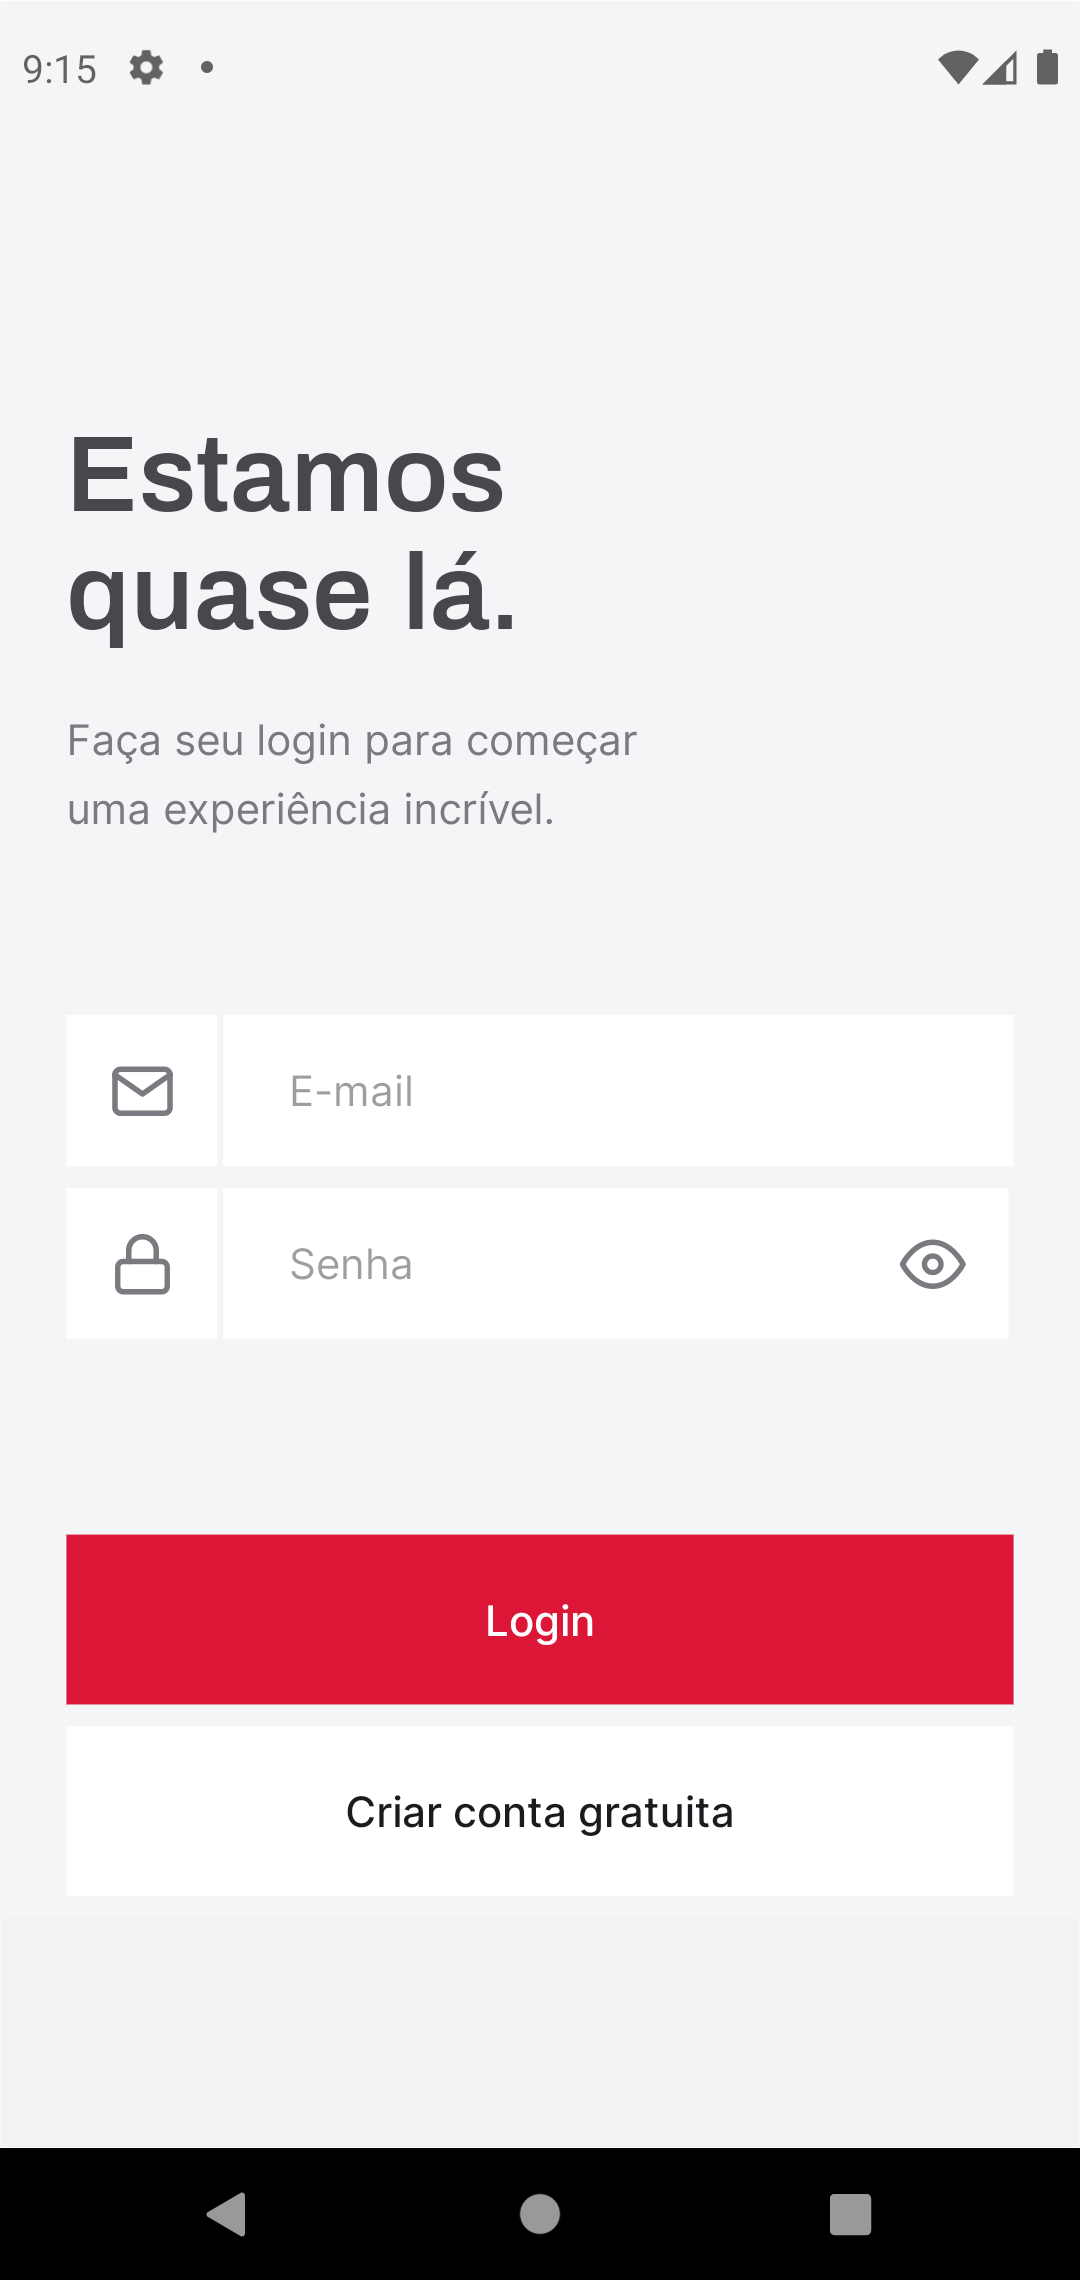 9:15
Estamos
quase lá.
Faça seu login para começar
uma experiência incrível.
E-mail
Senha
Login
Criar conta gratuita